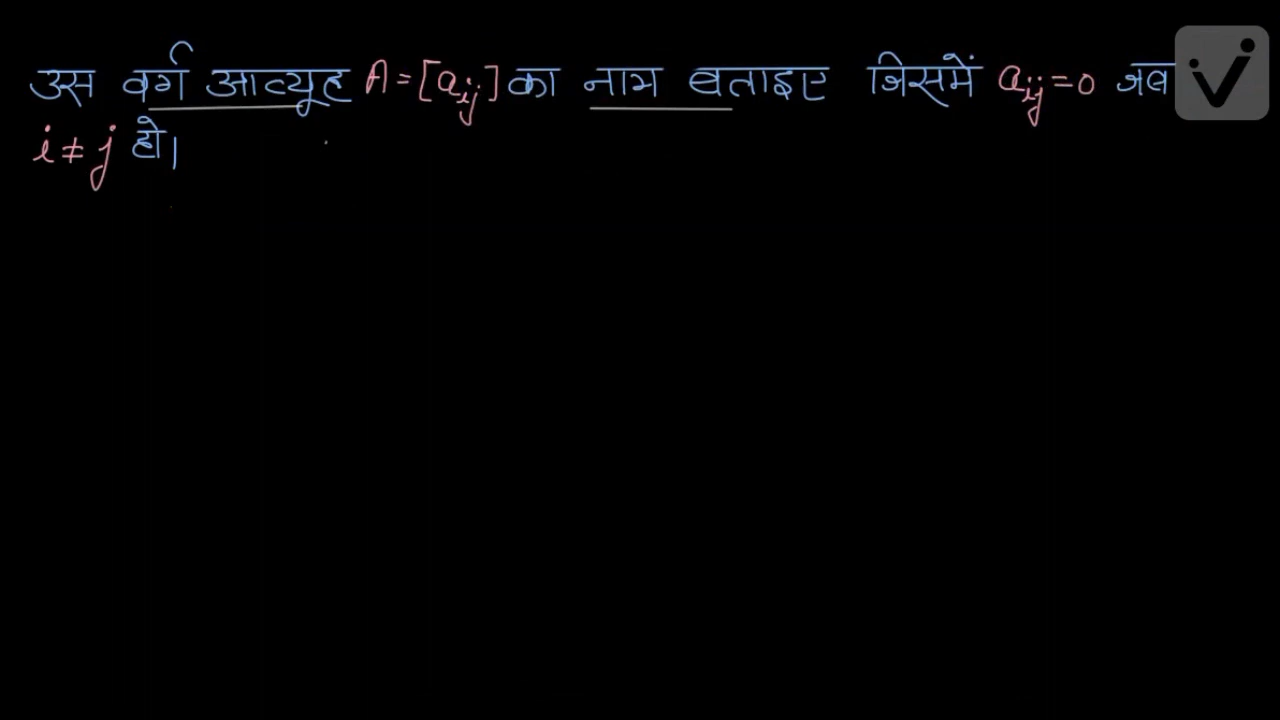 उस वर्ग आव्यूह A = [aij] का नाम बताइए जिसमें aij = 0 जब
i ≠ j हो।